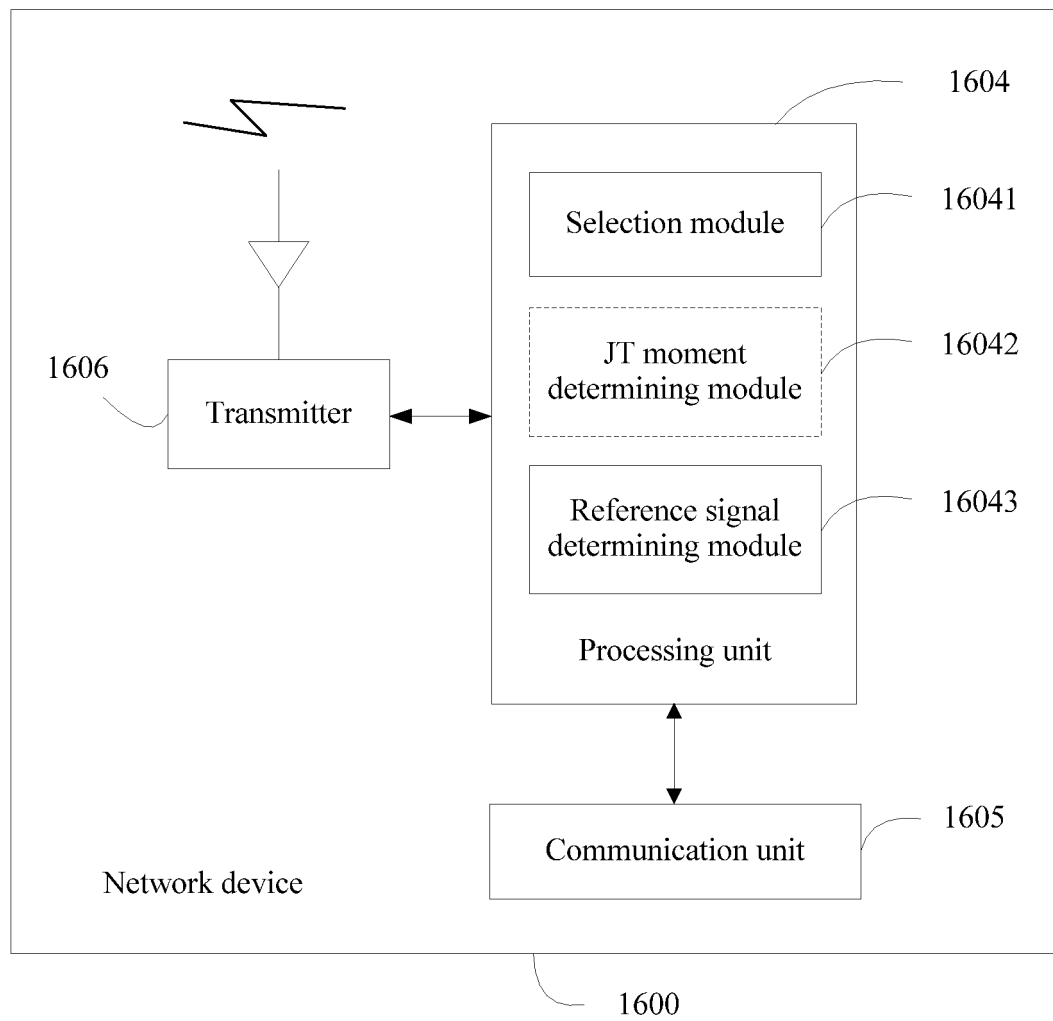 1604
Selection module
16041
JT moment
determining module
16042
1606
Transmitter
Reference signal
determining module
16043
Processing unit
Communication unit
1605
Network device
1600